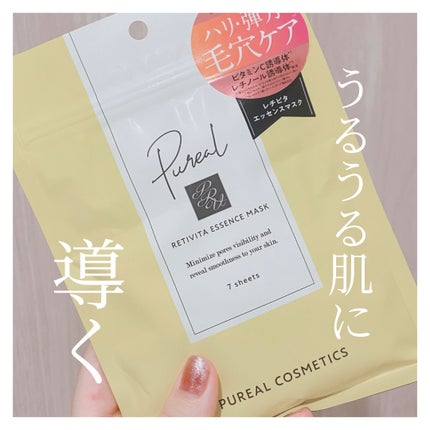 ハリ・弾力
毛穴ケア
ビタミンC誘導体
レチノール誘導体
レチビタ
エッセンスマスク
Pureal
RETIVITA ESSENCE MASK
Minimize pores visibility and
reveal smoothness to your skin.
7 sheets
PUREAL COSMETICS
うるうる肌に
導く